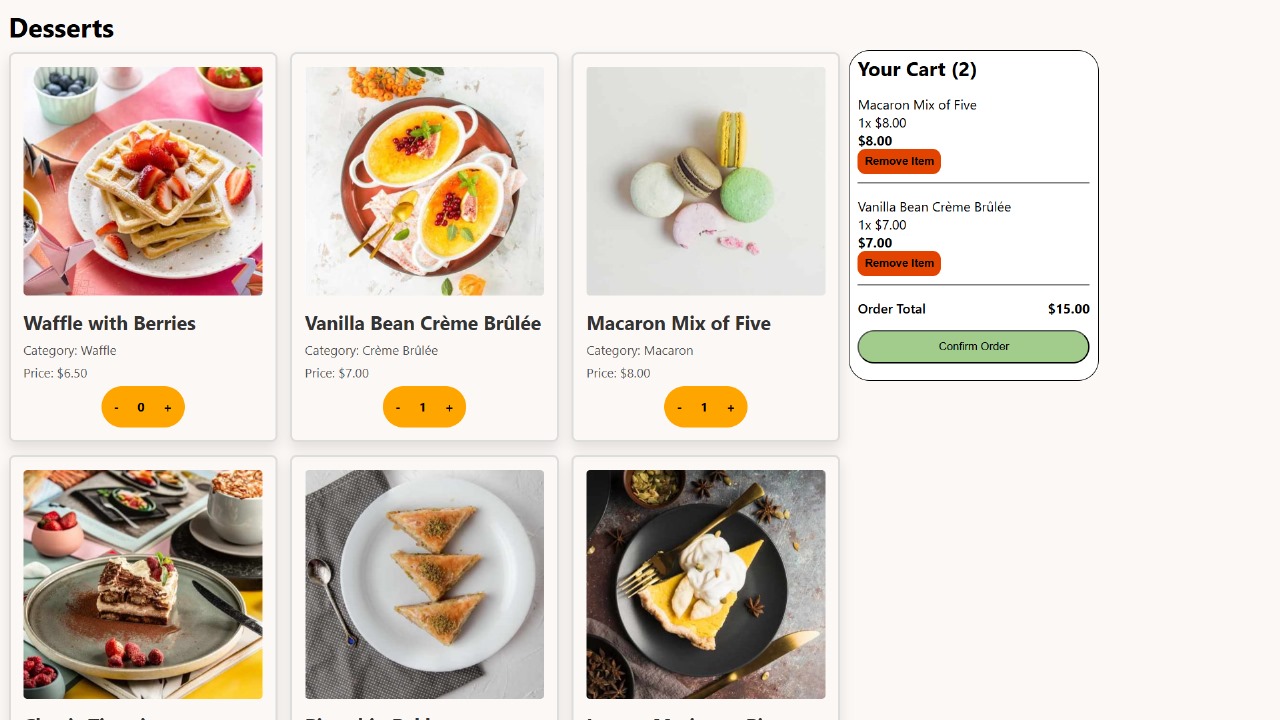 Desserts
Waffle with Berries
Category: Waffle
Price: $6.50
- 0 +
Vanilla Bean Crème Brûlée
Category: Crème Brûlée
Price: $7.00
- 1 +
Macaron Mix of Five
Category: Macaron
Price: $8.00
- 1 +
Your Cart (2)
Macaron Mix of Five
1x $8.00
$8.00
Remove Item
Vanilla Bean Crème Brûlée
1x $7.00
$7.00
Remove Item
Order Total $15.00
Confirm Order